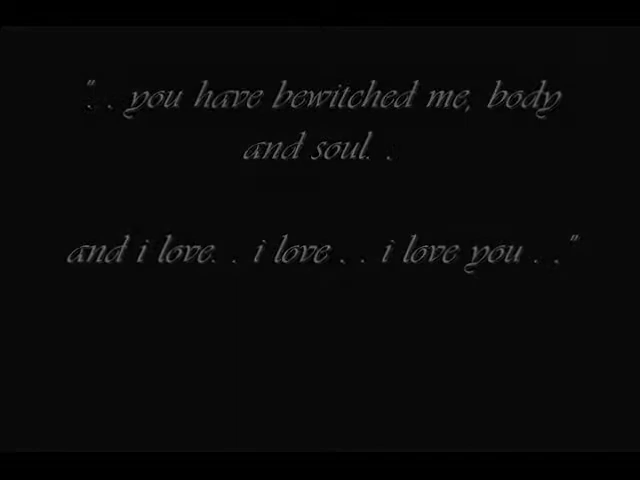 ". . you have bewitched me, body
and soul. .
and i love. . i love . . i love you . ."